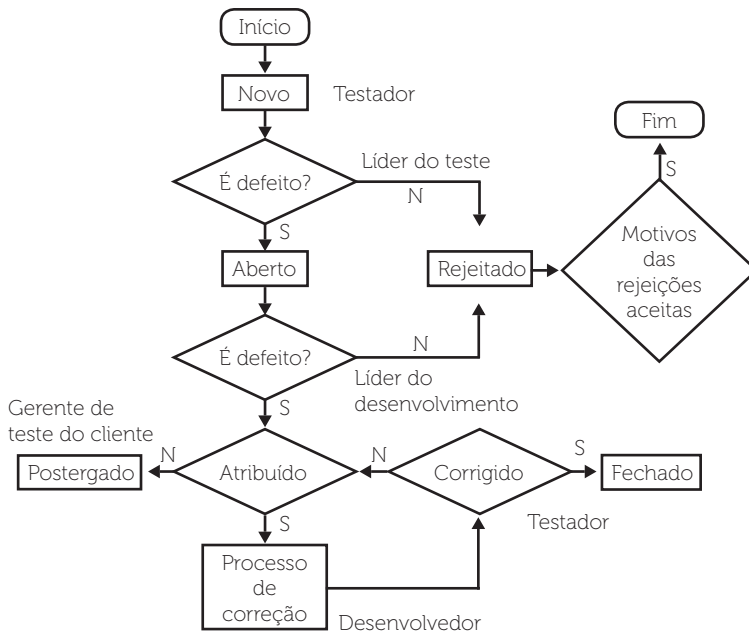 Início
Novo
Testador
Fim
Líder do teste
É defeito?
N
S
S
Motivos
das
rejeições
aceitas
Aberto
Rejeitado
É defeito?
N
Líder do
desenvolvimento
S
Gerente de
teste do cliente
N
Postergado
Atribuído
N
Corrigido
S
Fechado
Testador
S
Processo
de
correção
Desenvolvedor